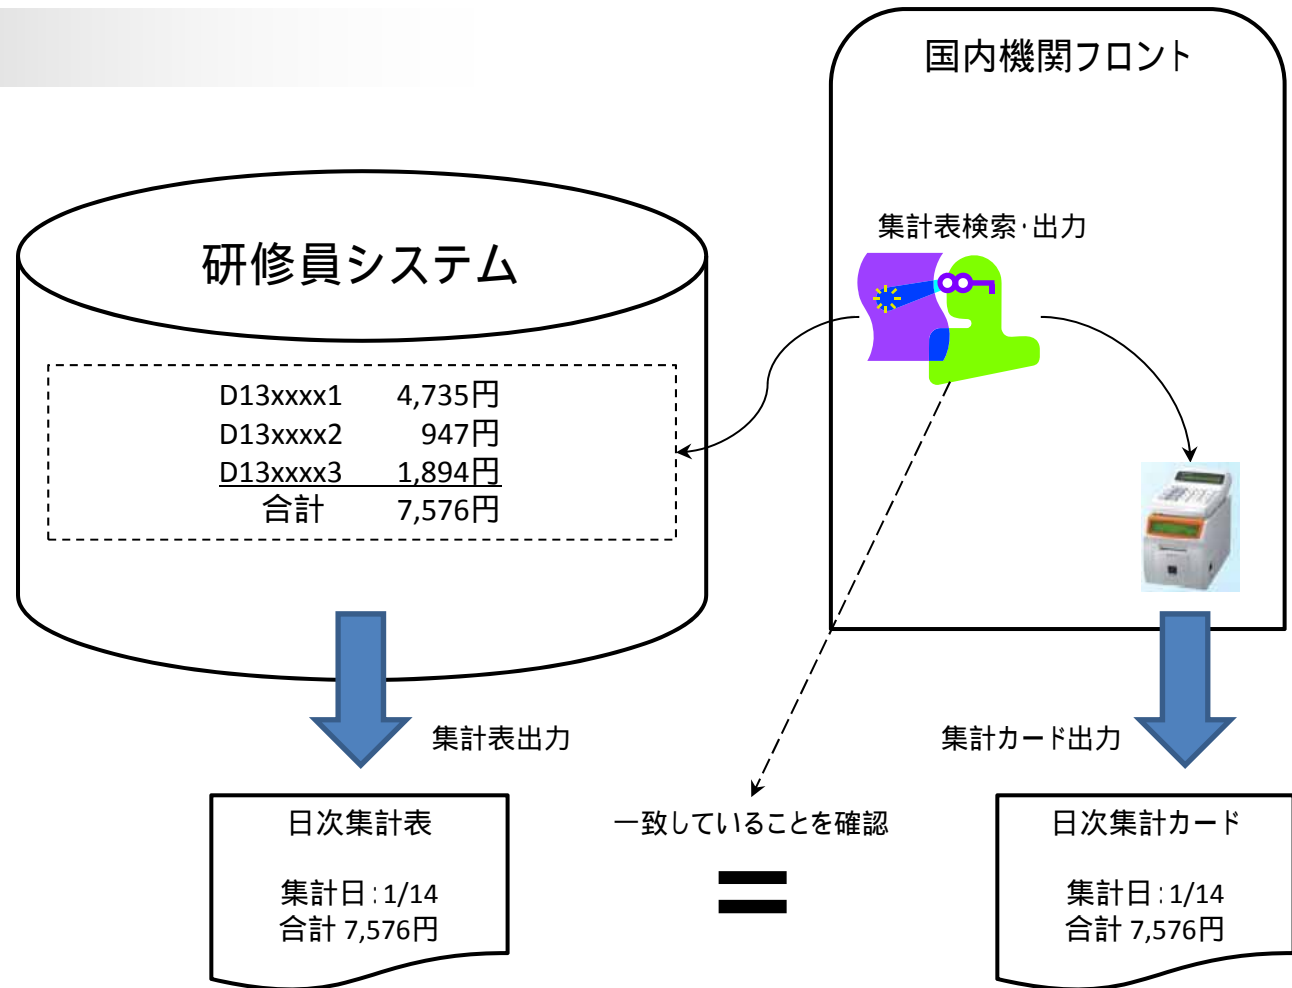 国内機関フロント
集計表検索・出力
研修員システム
D13xxxx1 4,735円
D13xxxx2 947円
D13xxxx3 1,894円
合計 7,576円
集計表出力
集計カード出力
日次集計表
集計日：1/14
合計 7,576円
一致していることを確認
=
日次集計カード
集計日：1/14
合計 7,576円